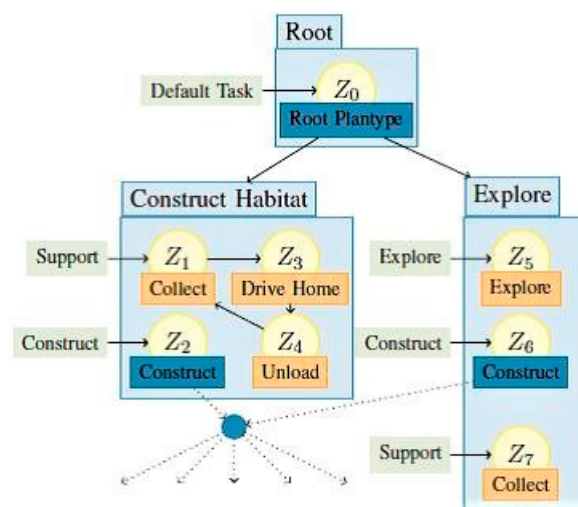 Root
Default Task
Z0
Root Plantype
Construct Habitat
Explore
Support
Z1
Z3
Explore
Z5
Collect
Drive Home
Explore
Construct
Z2
Z4
Construct
Z6
Construct
Unload
Construct
Support
Z7
Collect